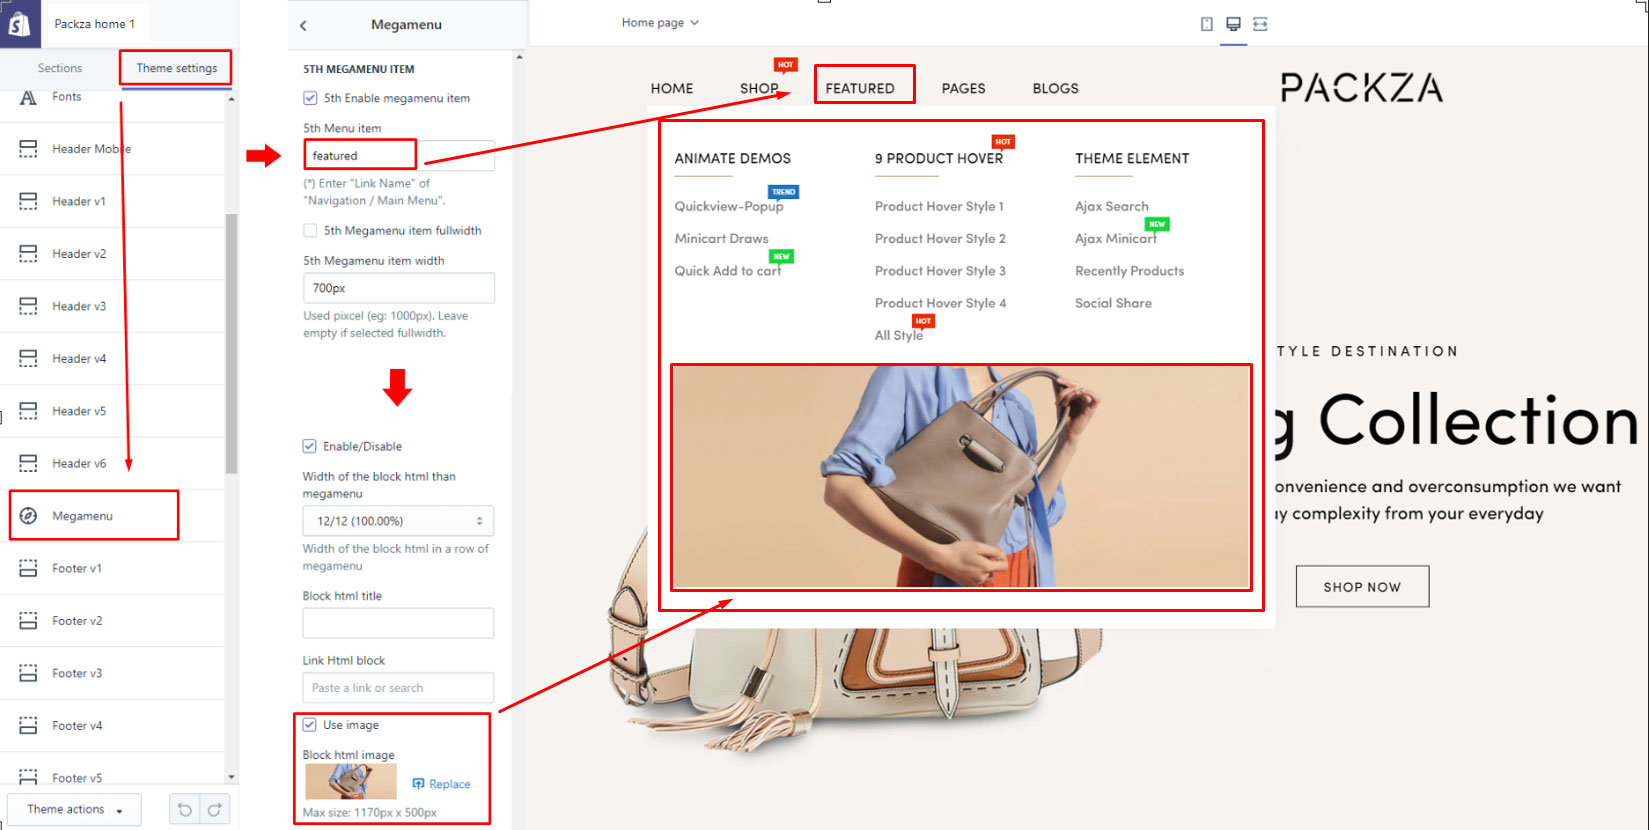 Packza home 1
Sections
Theme settings
Fonts
Header Mobile
Header v1
Header v2
Header v3
Header v4
Header v5
Header v6
Megamenu
Footer v1
Footer v2
Footer v3
Footer v4
Footer v5
Theme actions
Megamenu
5TH MEGAMENU ITEM
5th Enable megamenu item
5th Menu item
featured
(*) Enter "Link Name" of
"Navigation / Main Menu".
5th Megamenu item fullwidth
5th Megamenu item width
700px
Used pixcel (eg: 1000px). Leave
empty if selected fullwidth.
Enable/Disable
Width of the block html than
megamenu
12/12 (100.00%)
Width of the block html in a row of
megamenu
Block html title
Link Html block
Paste a link or search
Use image
Block html image
Replace
Max size: 1170px x 500px
Home page
HOT
HOME SHOP FEATURED PAGES BLOGS
PACKZA
ANIMATE DEMOS
TREND
Quickview-Popup
Minicart Draws
NEW
Quick Add to cart
HOT
9 PRODUCT HOVER
Product Hover Style 1
Product Hover Style 2
Product Hover Style 3
Product Hover Style 4
HOT
All Style
THEME ELEMENT
Ajax Search
NEW
Ajax Minicart
Recently Products
Social Share
TYLE DESTINATION
g Collection
onvenience and overconsumption we want
y complexity from your everyday
SHOP NOW